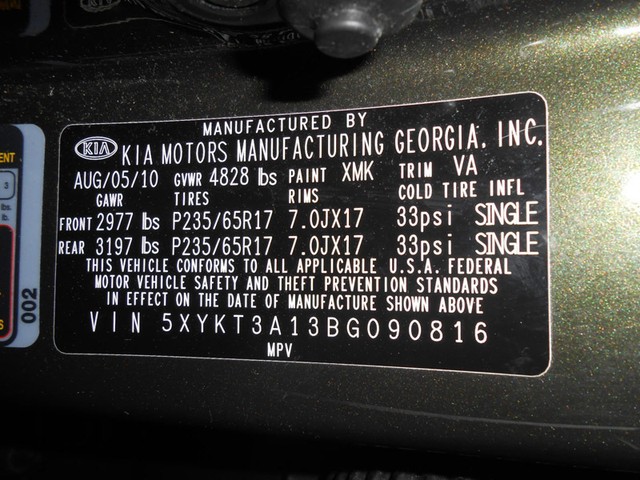 MANUFACTURED BY
KIA KIA MOTORS MANUFACTURING GEORGIA, INC.
AUG/05/10 GVWR 4828 lbs PAINT XMK TRIM VA
GAWR TIRES RIMS COLD TIRE INFL
FRONT 2977 lbs P235/65R17 7.0JX17 33psi SINGLE
REAR 3197 lbs P235/65R17 7.0JX17 33psi SINGLE
THIS VEHICLE CONFORMS TO ALL APPLICABLE U.S.A. FEDERAL
MOTOR VEHICLE SAFETY AND THEFT PREVENTION STANDARDS
IN EFFECT ON THE DATE OF MANUFACTURE SHOWN ABOVE
VIN 5XYKT3A13BG090816
MPV
002